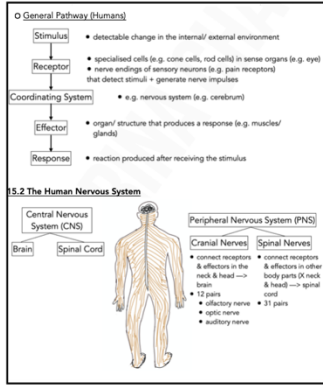 General Pathway (Humans)
Stimulus
• detectable change in the internal/ external environment
Receptor
• specialised cells (e.g. cone cells, rod cells) in sense organs (e.g. eye)
• nerve endings of sensory neurons (e.g. pain receptors)
that detect stimuli + generate nerve impulses
Coordinating System
• e.g. nervous system (e.g. cerebrum)
Effector
• organ/ structure that produces a response (e.g. muscles/
glands)
Response
• reaction produced after receiving the stimulus
15.2 The Human Nervous System
Central Nervous
System (CNS)
Brain
Spinal Cord
Peripheral Nervous System (PNS)
Cranial Nerves
• connect receptors
& effectors in the
neck & head —>
brain
• 12 pairs
• olfactory nerve
• optic nerve
• auditory nerve
Spinal Nerves
• connect receptors
& effectors in other
body parts (X neck
& head) —> spinal
cord
• 31 pairs